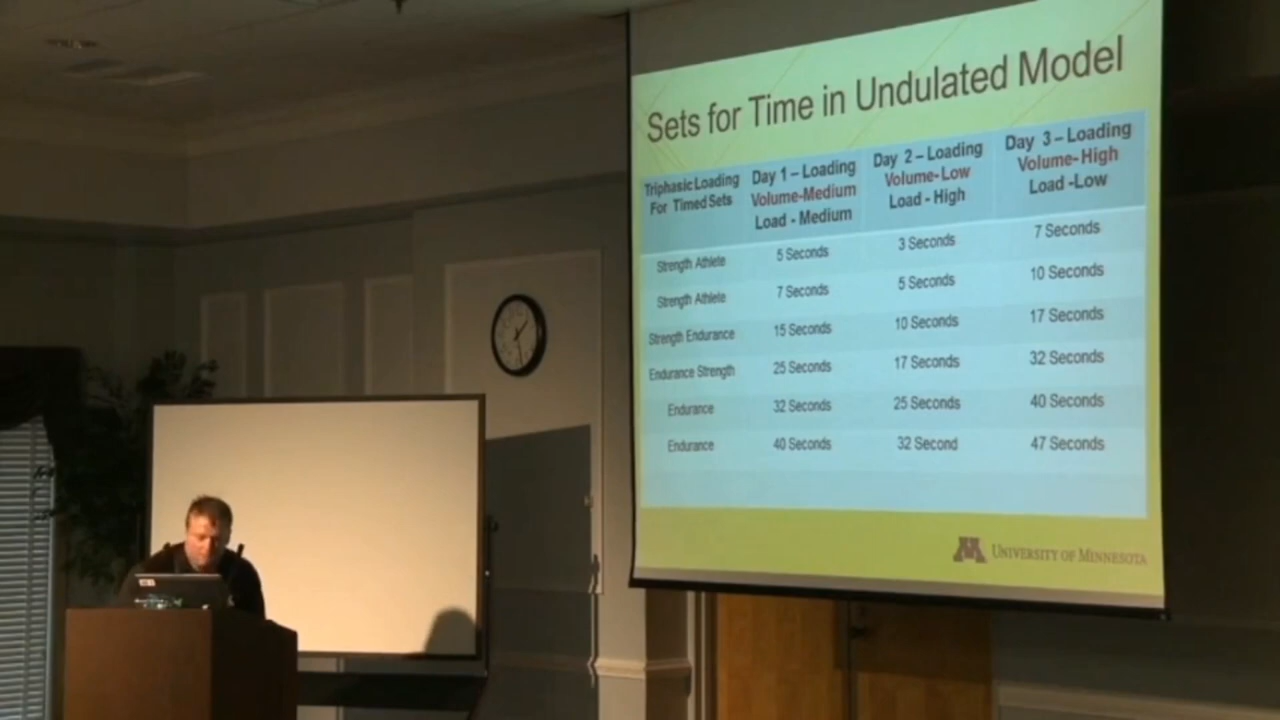 Sets for Time in Undulated Model
Triphasic Loading
For Timed Sets
Day 1 – Loading
Volume-Medium
Load - Medium
Day 2 – Loading
Volume- Low
Load - High
Day 3 – Loading
Volume- High
Load -Low
Strength Athlete 5 Seconds 3 Seconds 7 Seconds
Strength Athlete 7 Seconds 5 Seconds 10 Seconds
Strength Endurance 15 Seconds 10 Seconds 17 Seconds
Endurance Strength 25 Seconds 17 Seconds 32 Seconds
Endurance 32 Seconds 25 Seconds 40 Seconds
Endurance 40 Seconds 32 Second 47 Seconds
M University of Minnesota